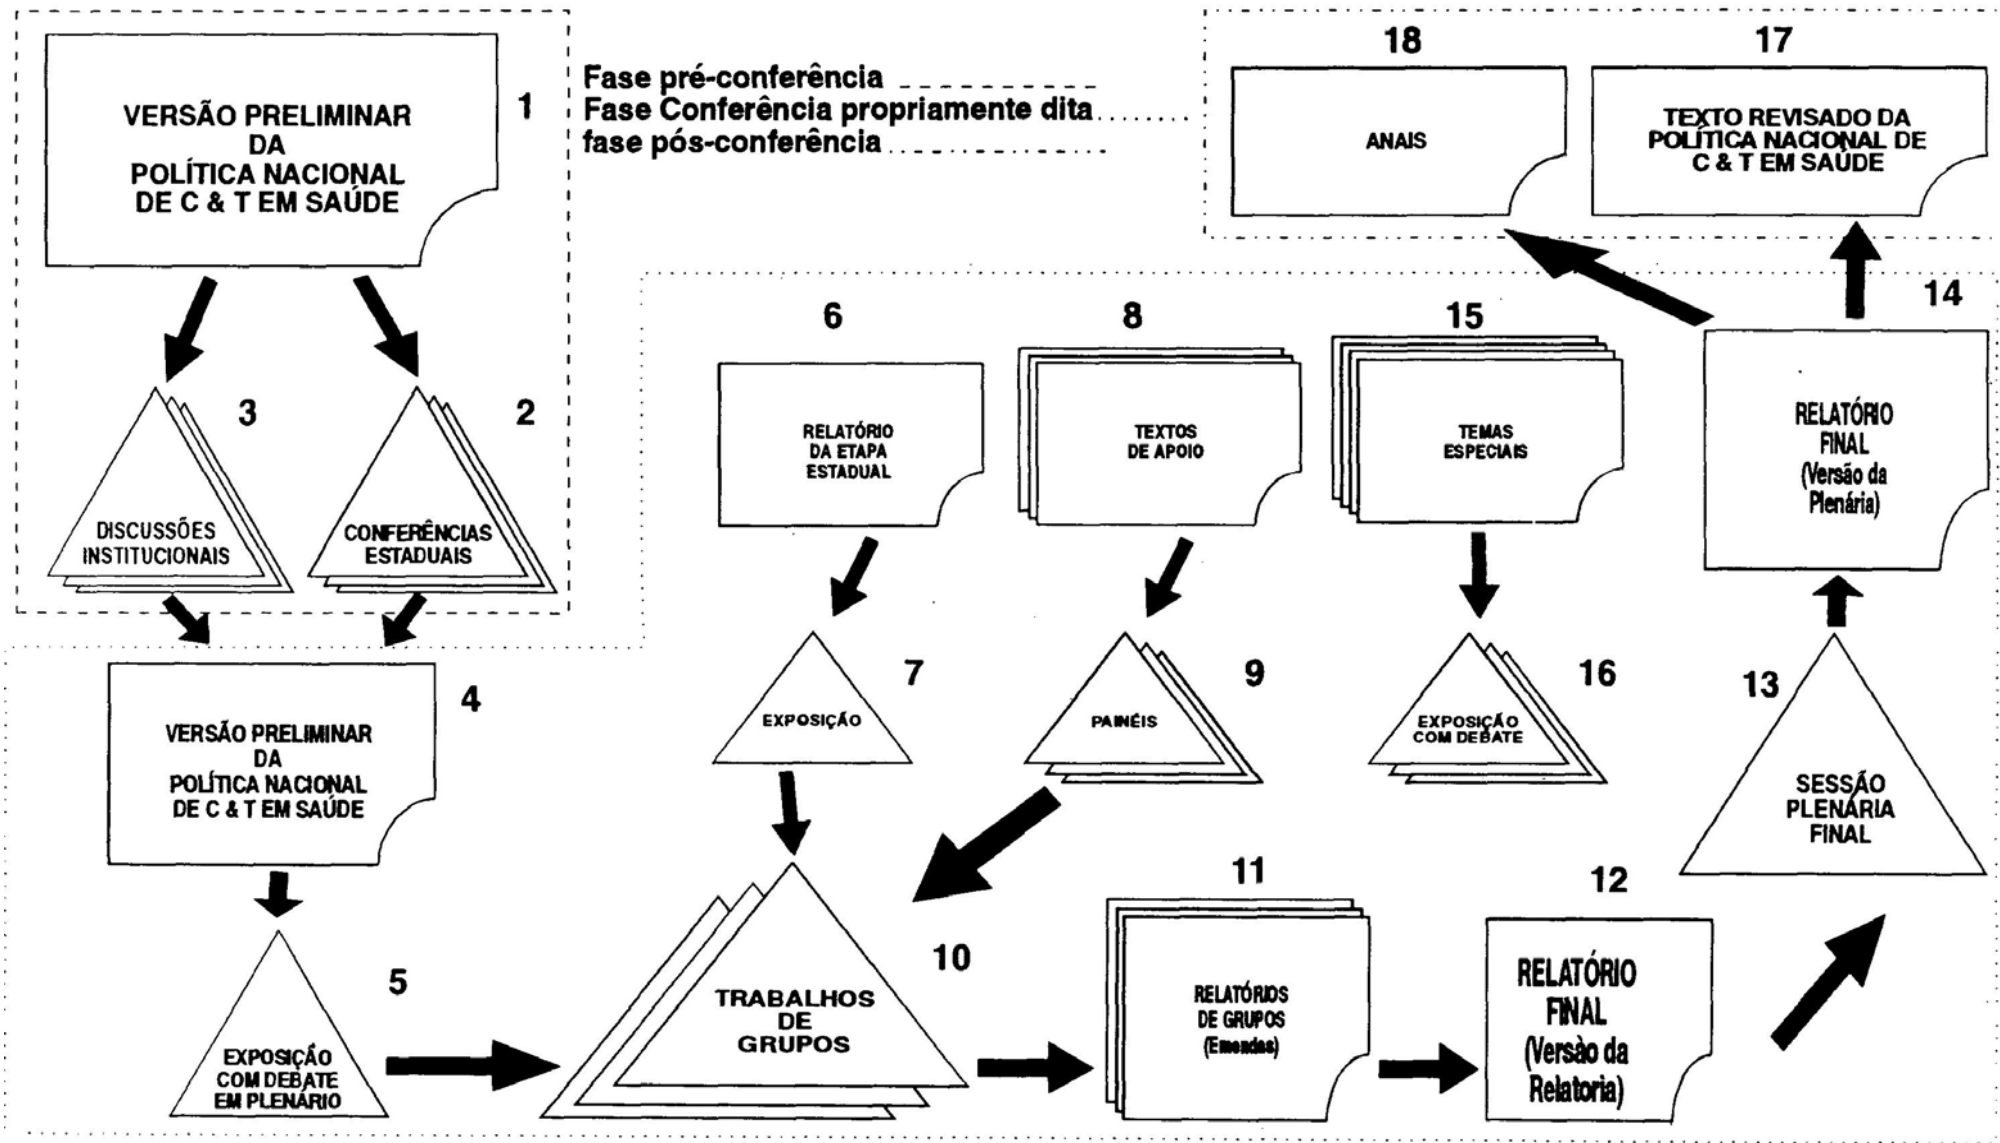 1
VERSÃO PRELIMINAR
DA
POLÍTICA NACIONAL
DE C & T EM SAÚDE
Fase pré-conferência
Fase Conferência propriamente dita
fase pós-conferência
18
ANAIS
17
TEXTO REVISADO DA
POLÍTICA NACIONAL DE
C & T EM SAÚDE
3
DISCUSSÕES
INSTITUCIONAIS
2
CONFERÊNCIAS
ESTADUAIS
6
RELATÓRIO
DA ETAPA
ESTADUAL
8
TEXTOS
DE APOIO
15
TEMAS
ESPECIAIS
14
RELATÓRIO
FINAL
(Versão da
Plenária)
4
VERSÃO PRELIMINAR
DA
POLÍTICA NACIONAL
DE C & T EM SAÚDE
7
EXPOSIÇÃO
9
PAINÉIS
16
EXPOSIÇÃO
COM DEBATE
13
SESSÃO
PLENÁRIA
FINAL
5
EXPOSIÇÃO
COM DEBATE
EM PLENÁRIO
10
TRABALHOS
DE
GRUPOS
11
RELATÓRIOS
DE GRUPOS
(Emendas)
12
RELATÓRIO
FINAL
(Versão da
Relatoria)